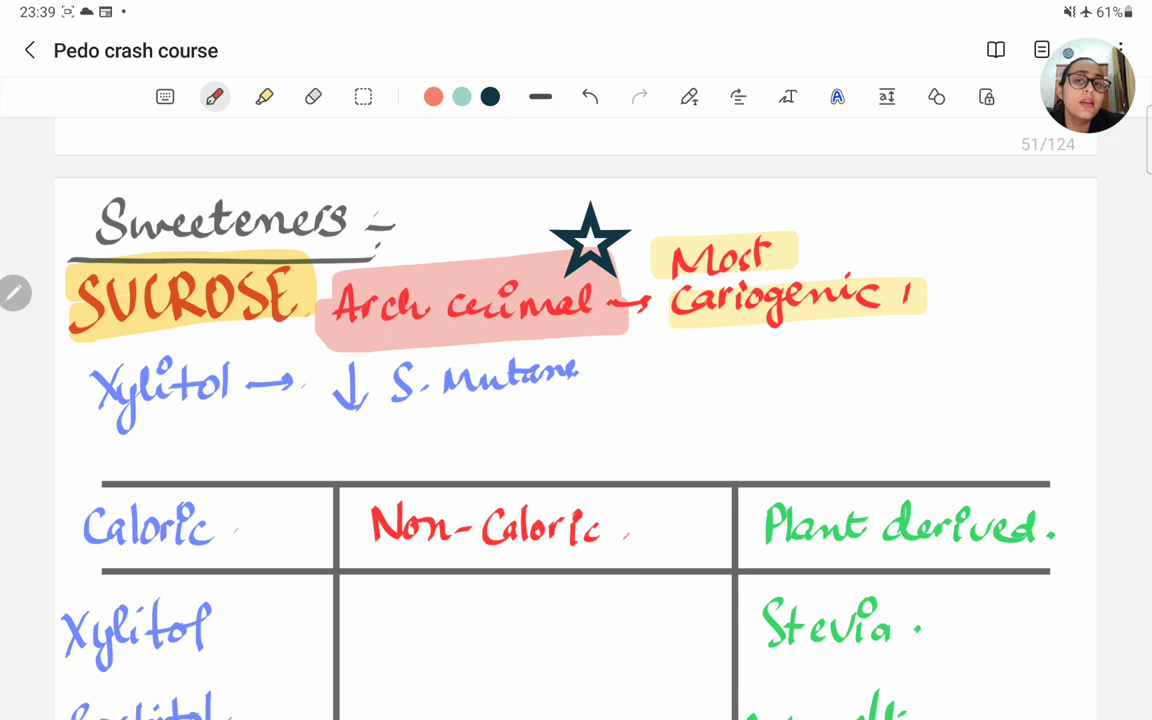 23:39
61%
Pedo crash course
51/124
Sweeteners =
SUCROSE Arch criminal → Most
Cariogenic
Xylitol → ↓ S. Mutans
Caloric Non-Caloric Plant derived.
Xylitol Stevia.